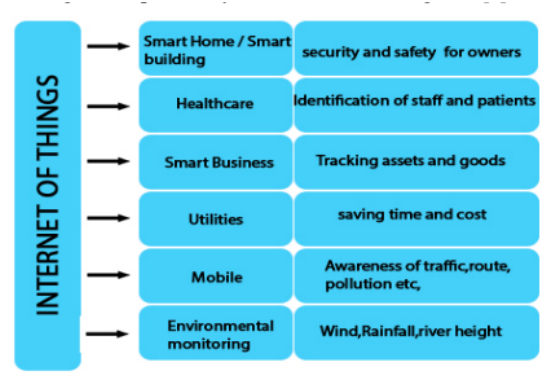 INTERNET OF THINGS
Smart Home / Smart
building
security and safety for owners
Healthcare
Identification of staff and patients
Smart Business
Tracking assets and goods
Utilities
saving time and cost
Mobile
Awareness of traffic,route,
pollution etc,
Environmental
monitoring
Wind,Rainfall,river height